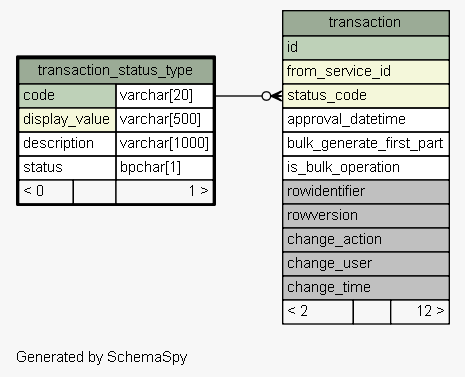 transaction_status_type
code varchar[20]
display_value varchar[500]
description varchar[1000]
status bpchar[1]
< 0 1 >
transaction
id
from_service_id
status_code
approval_datetime
bulk_generate_first_part
is_bulk_operation
rowidentifier
rowversion
change_action
change_user
change_time
< 2 12 >
Generated by SchemaSpy